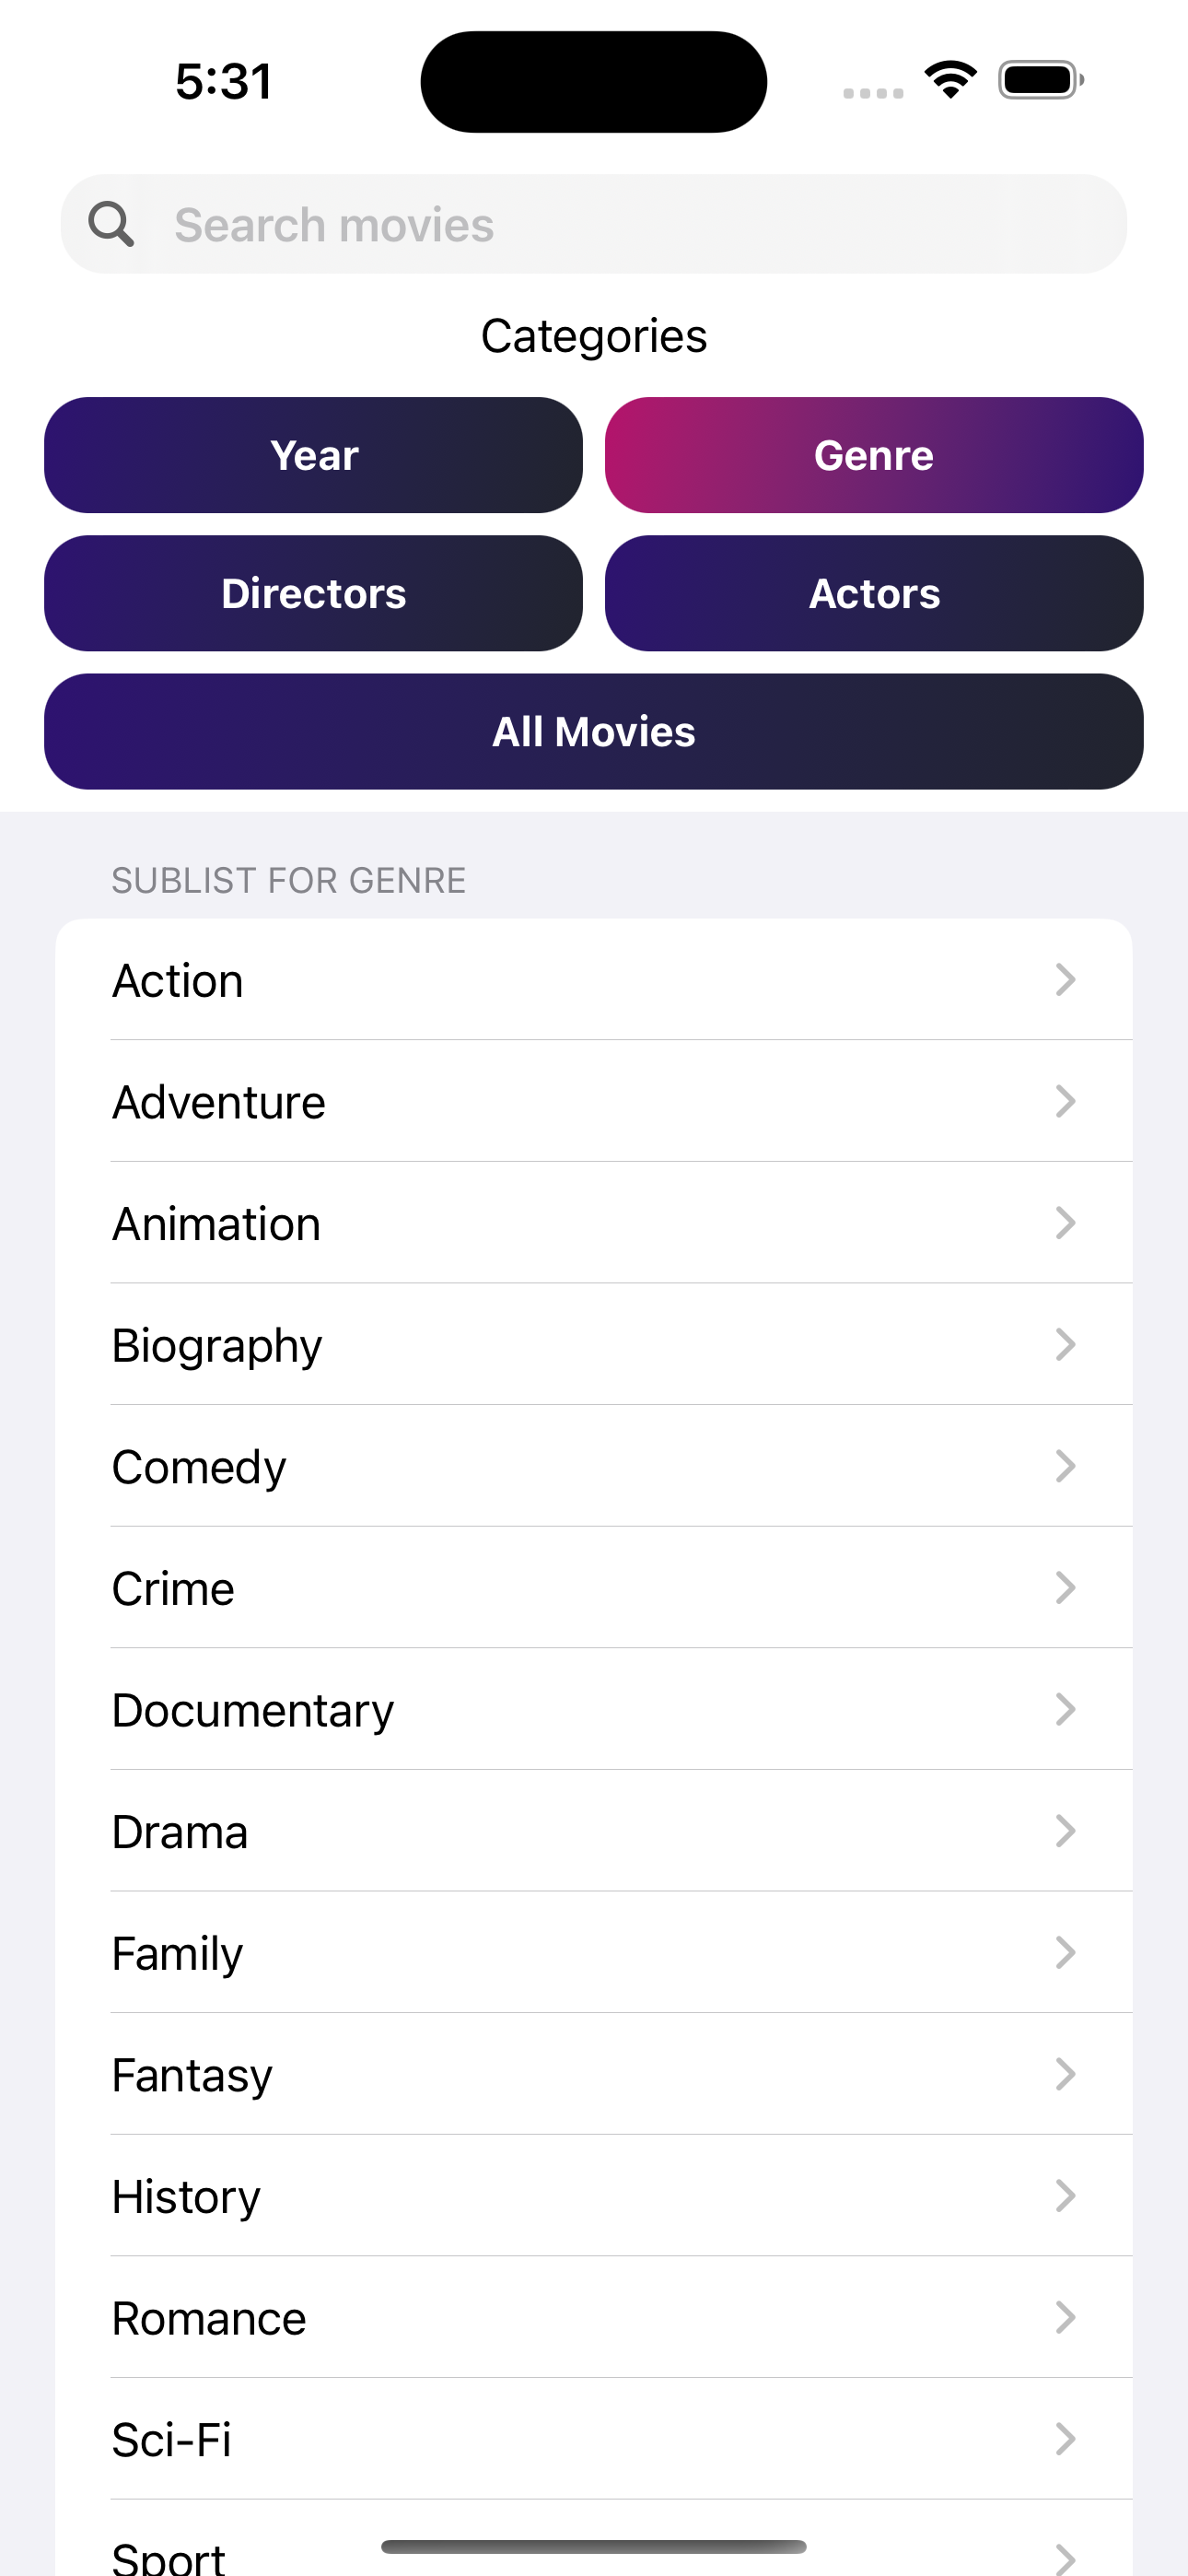 5:31
Search movies
Categories
Year
Genre
Directors
Actors
All Movies
SUBLIST FOR GENRE
Action
Adventure
Animation
Biography
Comedy
Crime
Documentary
Drama
Family
Fantasy
History
Romance
Sci-Fi
Sport